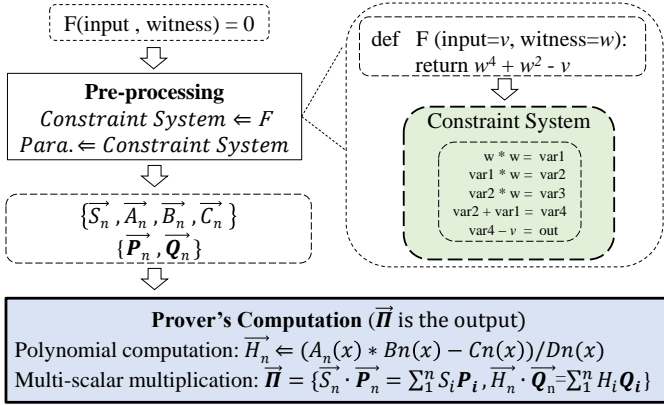 F(input , witness) = 0
Pre-processing
Constraint System ⇐ F
Para. ⇐ Constraint System
{S⃗ₙ , A⃗ₙ , B⃗ₙ , C⃗ₙ }
{P⃗ₙ , Q⃗ₙ}
def F (input=v, witness=w):
return w⁴ + w² - v
Constraint System
w * w = var1
var1 * w = var2
var2 * w = var3
var2 + var1 = var4
var4 – v = out
Prover's Computation (Π⃗ is the output)
Polynomial computation: H⃗ₙ ⇐ (Aₙ(x) ∗ Bn(x) − Cn(x))/Dn(x)
Multi-scalar multiplication: Π⃗ = {S⃗ₙ · P⃗ₙ = ∑₁ⁿ SᵢPᵢ , H⃗ₙ · Q⃗ₙ=∑₁ⁿ HᵢQᵢ}